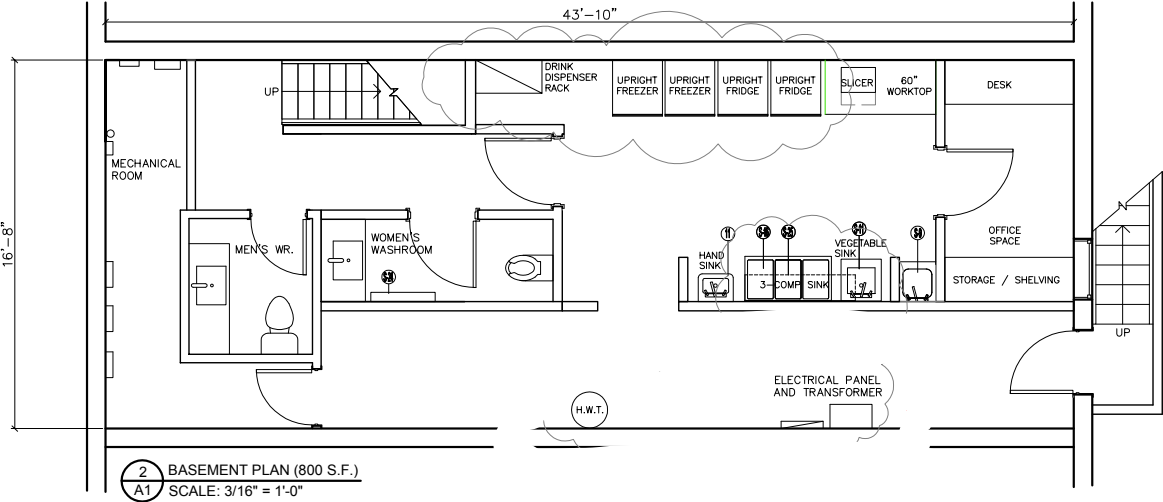 43'-10"
16'-8"
UP
DRINK
DISPENSER
RACK
UPRIGHT
FREEZER
UPRIGHT
FREEZER
UPRIGHT
FRIDGE
UPRIGHT
FRIDGE
SLICER
60"
WORKTOP
DESK
MECHANICAL
ROOM
MEN'S WR.
WOMEN'S
WASHROOM
HAND
SINK
3-COMP SINK
VEGETABLE
SINK
OFFICE
SPACE
STORAGE / SHELVING
UP
ELECTRICAL PANEL
AND TRANSFORMER
H.W.T.
2
A1
BASEMENT PLAN (800 S.F.)
SCALE: 3/16" = 1'-0"